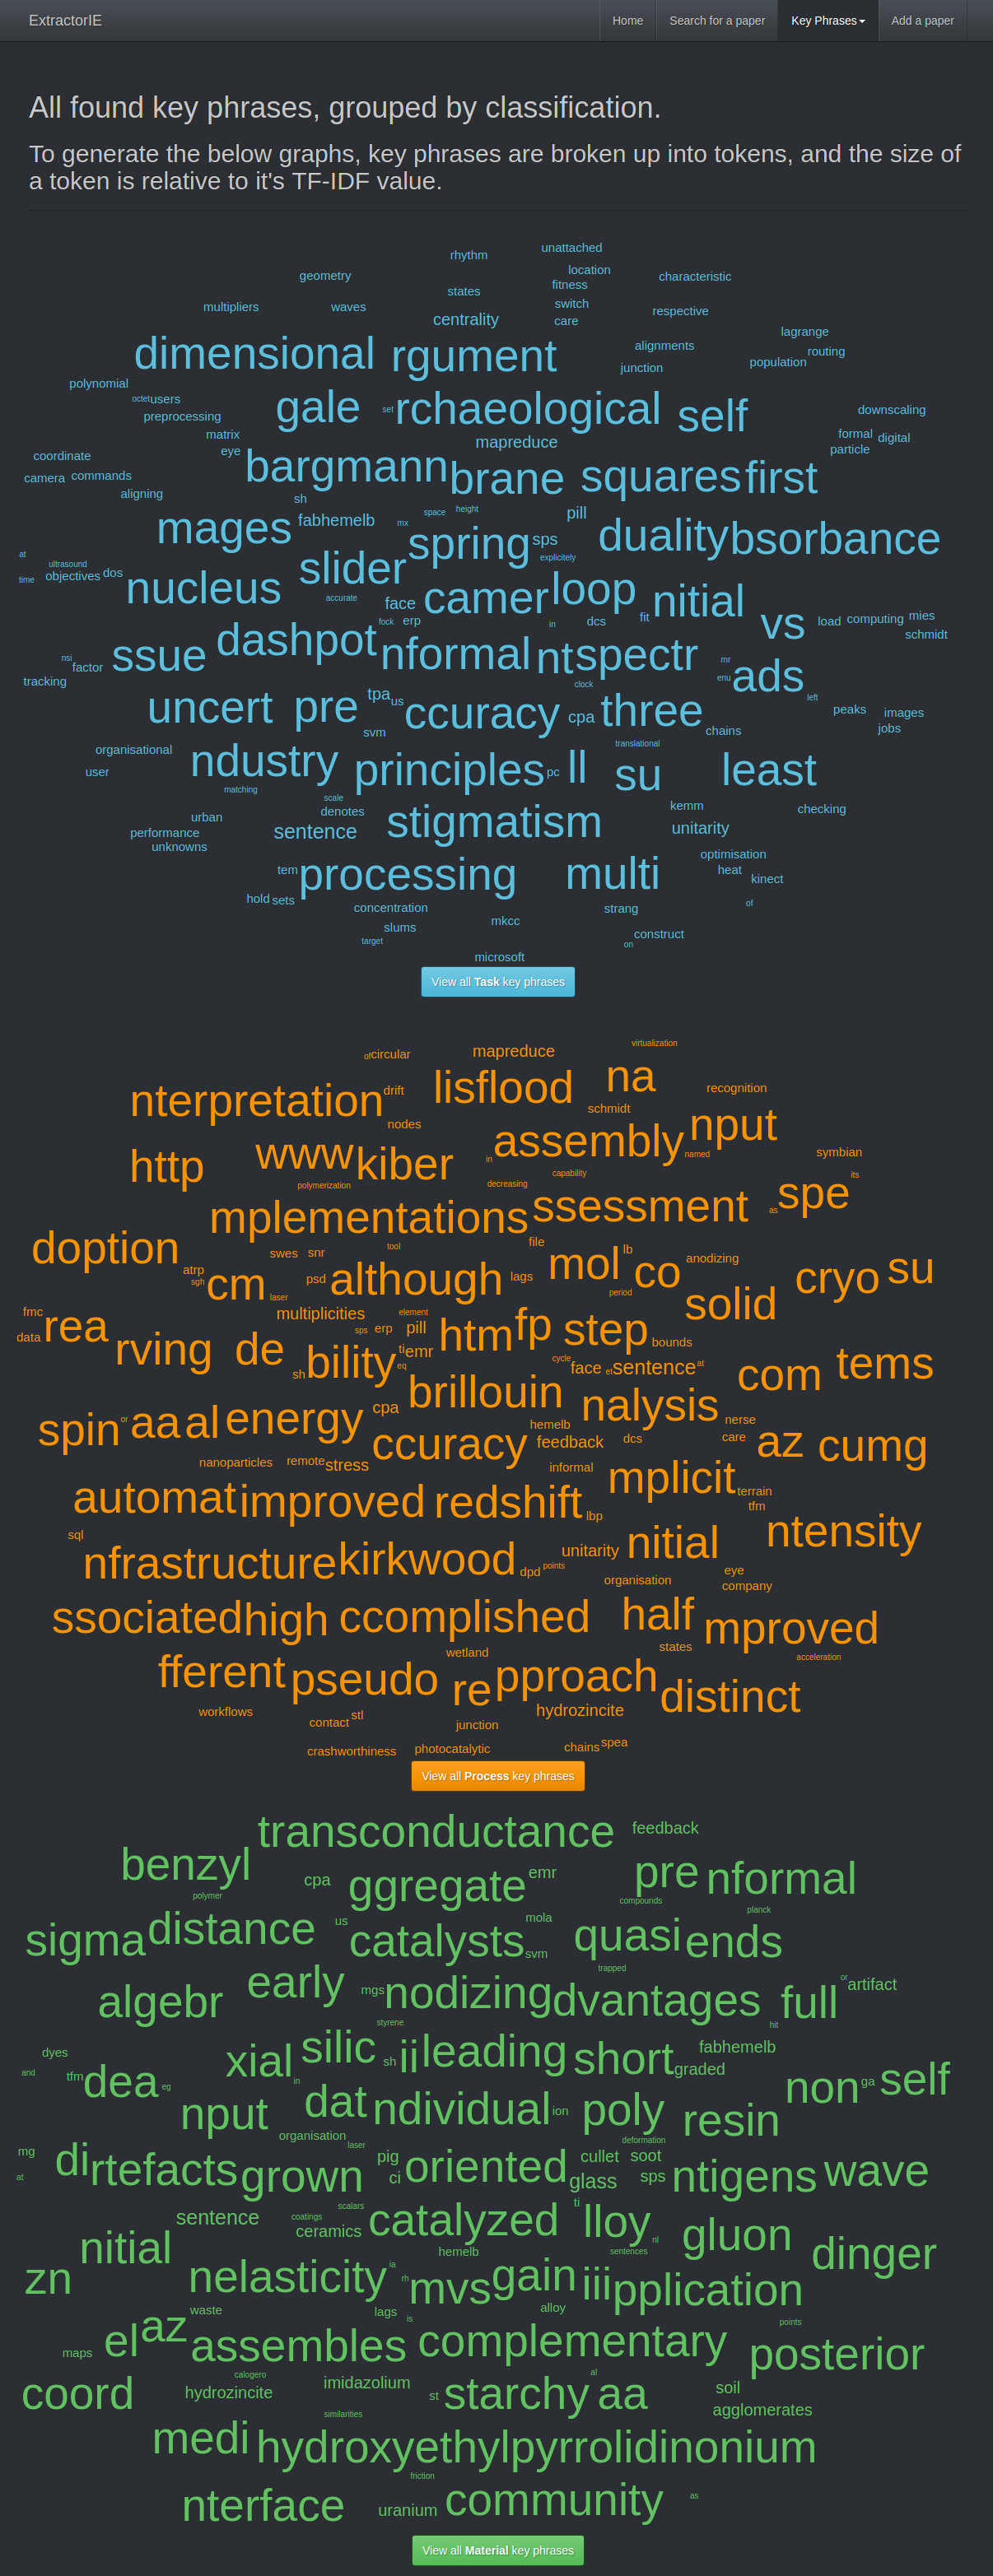 ExtractorIE
Home Search for a paper Key Phrases Add a paper
All found key phrases, grouped by classification.
To generate the below graphs, key phrases are broken up into tokens, and the size of
a token is relative to it's TF-IDF value.
unattached
rhythm
location
geometry characteristic
fitness
states
switch
multipliers waves respective
centrality care
lagrange
dimensional rgument alignments routing
junction population
polynomial
octet users
gale set rchaeological self downscaling
preprocessing
matrix mapreduce formal digital
eye particle
coordinate
bargmann brane squares first
camera commands
aligning sh
space height pill
mages fabhemelb mx spring sps duality bsorbance
at explicitely
ultrasound
time objectives dos nucleus slider loop
accurate face camer nitial
fock erp in dcs fit vs load computing mies
schmidt
nsi factor ssue dashpot nformal nt spectr mr
tracking clock enu ads
left
uncert pre tpa us ccuracy cpa three peaks images
svm chains jobs
organisational translational
user ndustry principles pc ll su least
matching
scale
denotes kemm checking
urban
performance sentence stigmatism unitarity
unknowns optimisation
tem processing multi heat kinect
hold sets
concentration strang of
slums mkcc
target construct
on
microsoft
View all Task key phrases
virtualization
of circular mapreduce
nterpretation drift lisflood na recognition
schmidt
nodes assembly nput
http www kiber in named symbian
polymerization decreasing capability its
mplementations ssessment as spe
doption swes snr tool file
atrp mol lb anodizing
sgh cm psd although lags co cryo su
laser period solid
fmc multiplicities element
data rea sps erp pill htm fp step bounds
rving de ti emr
sh bility eq cycle face et sentence at com tems
brillouin
spin or aa al energy cpa nalysis nerse
hemelb
ccuracy feedback dcs care az cumg
nanoparticles remote stress informal
mplicit terrain
automat improved redshift lbp tfm
sql ntensity
nfrastructure kirkwood unitarity nitial
dpd points eye
organisation company
ssociated high ccomplished half mproved
wetland states
fferent acceleration
pseudo re pproach distinct
workflows stl hydrozincite
contact junction
crashworthiness photocatalytic chains spea
View all Process key phrases
transconductance feedback
benzyl cpa ggregate emr pre nformal
polymer compounds
planck
sigma distance us catalysts mola quasi ends
svm
trapped
algebr early mgs nodizing dvantages or artifact
full
styrene hit
dyes xial silic sh ii leading short fabhemelb
and tfm dea eg graded
in non ga self
nput dat ndividual ion poly resin
organisation laser deformation
mg di rtefacts pig oriented cullet soot
at grown ci glass sps ntigens wave
scalars ti
sentence coatings ceramics catalyzed lloy nl gluon
nitial hemelb sentences dinger
zn nelasticity ia
rh mvs gain iii pplication
waste lags is alloy
maps el az assembles complementary points
posterior
calogero al
coord hydrozincite imidazolium st starchy aa soil
similarities agglomerates
medi hydroxyethylpyrrolidinonium
friction
nterface uranium community as
View all Material key phrases